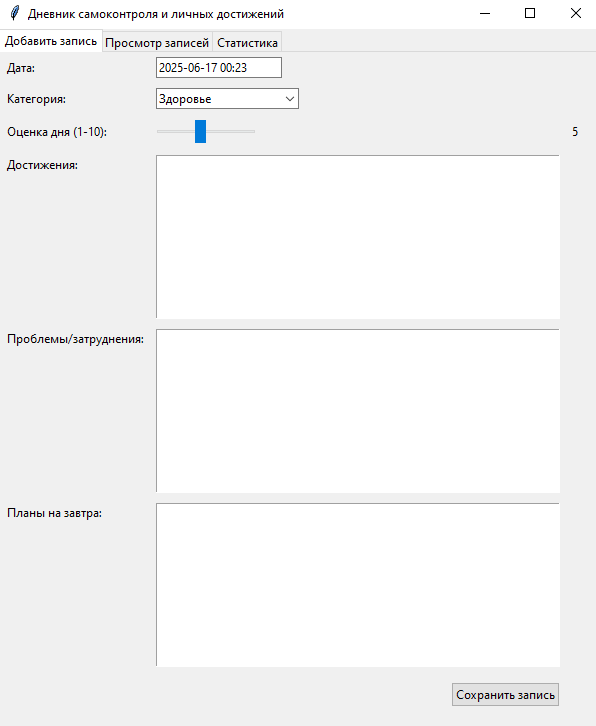 Дневник самоконтроля и личных достижений
Добавить запись Просмотр записей Статистика
Дата: 2025-06-17 00:23
Категория: Здоровье
Оценка дня (1-10): 5
Достижения:
Проблемы/затруднения:
Планы на завтра:
Сохранить запись